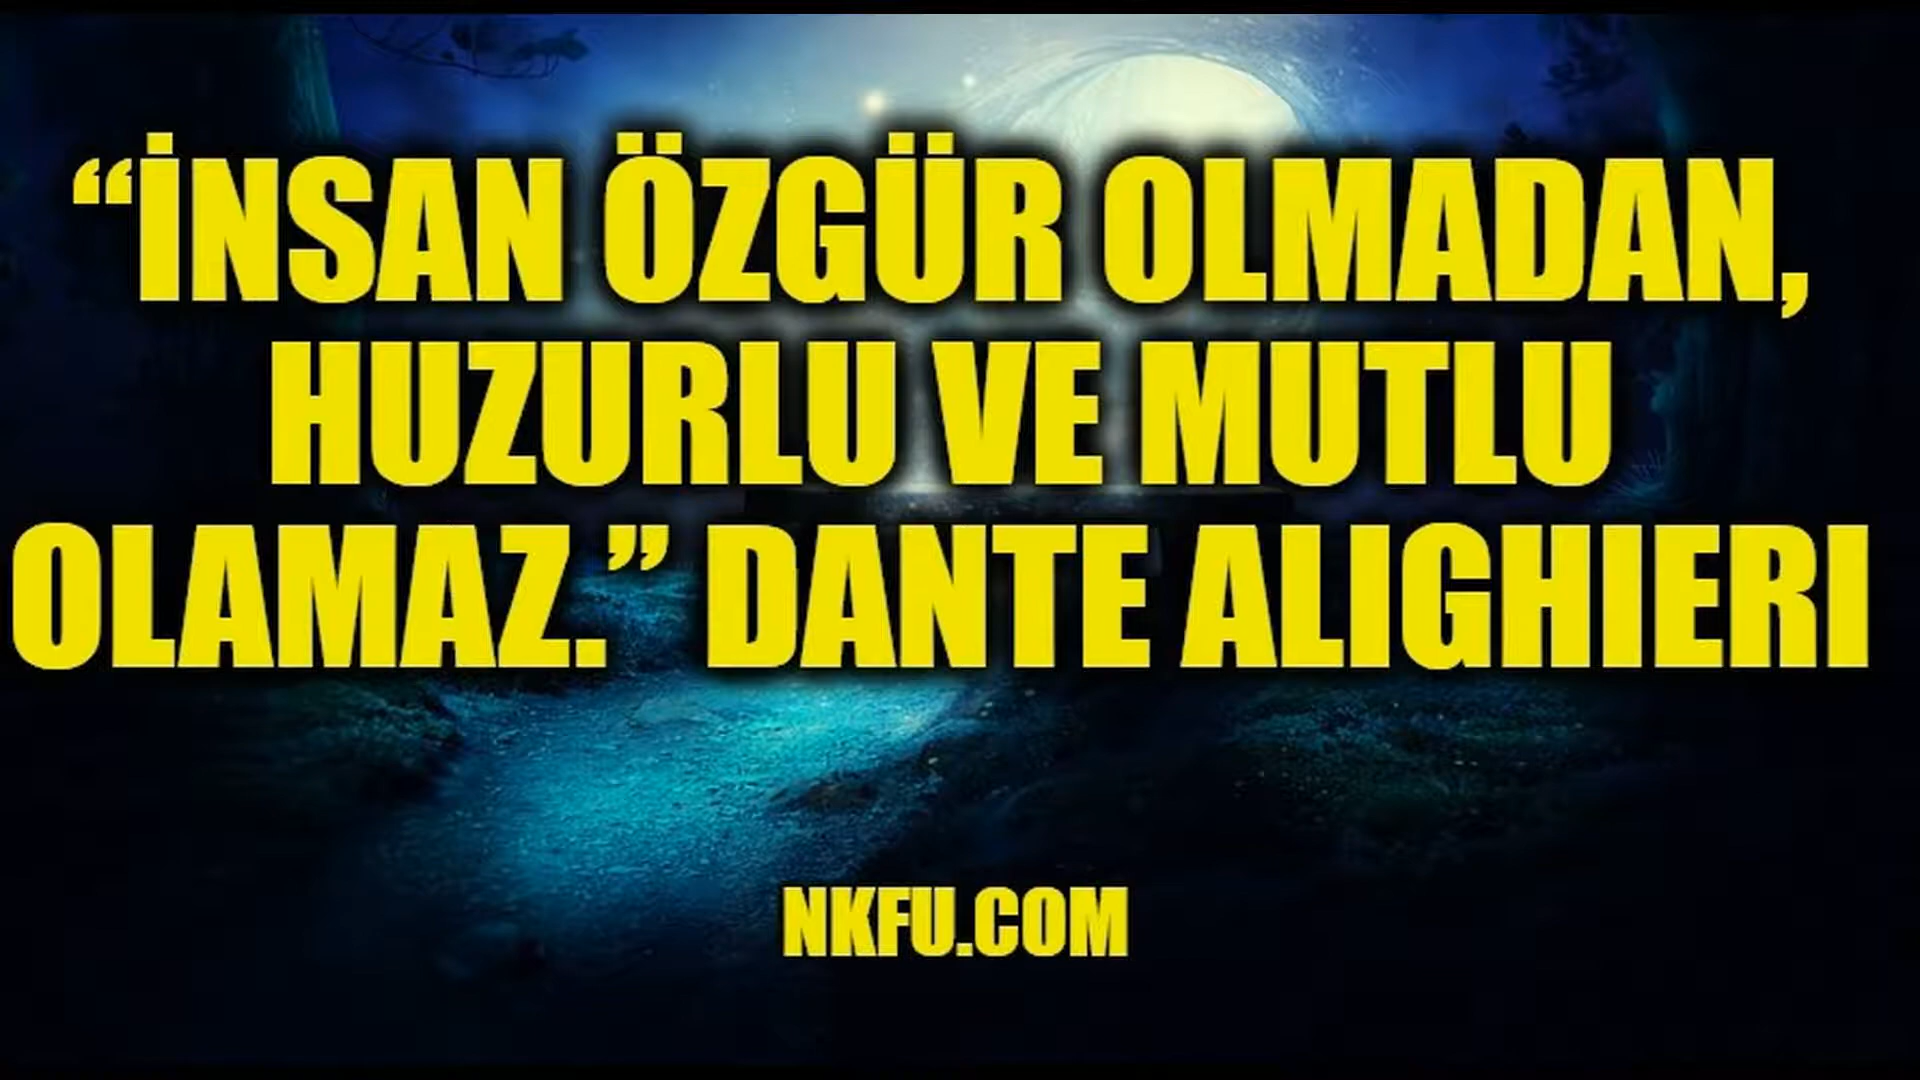 “İNSAN ÖZGÜR OLMADAN,
HUZURLU VE MUTLU
OLAMAZ.” DANTE ALIGHIERI
NKFU.COM